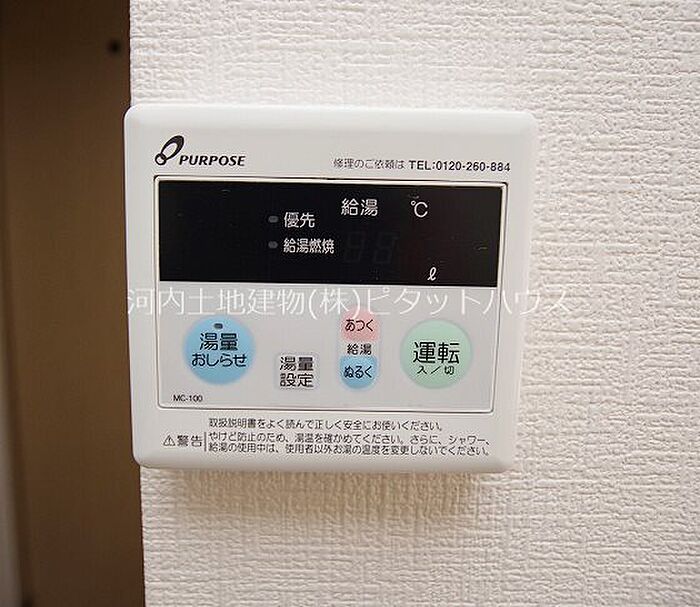 PURPOSE
修理のご依頼は TEL:0120-260-884
給湯 ℃
優先
給湯燃焼
88
ℓ
河内土地建物(株)ピタットハウス
湯量
おしらせ
湯量
設定
あつく
給湯
ぬるく
運転
入/切
MC-100
取扱説明書をよく読んで正しく安全にお使いください。
⚠警告
やけど防止のため、湯温を確かめてください。さらに、シャワー、
給湯の使用中は、使用者以外お湯の温度を変更しないでください。